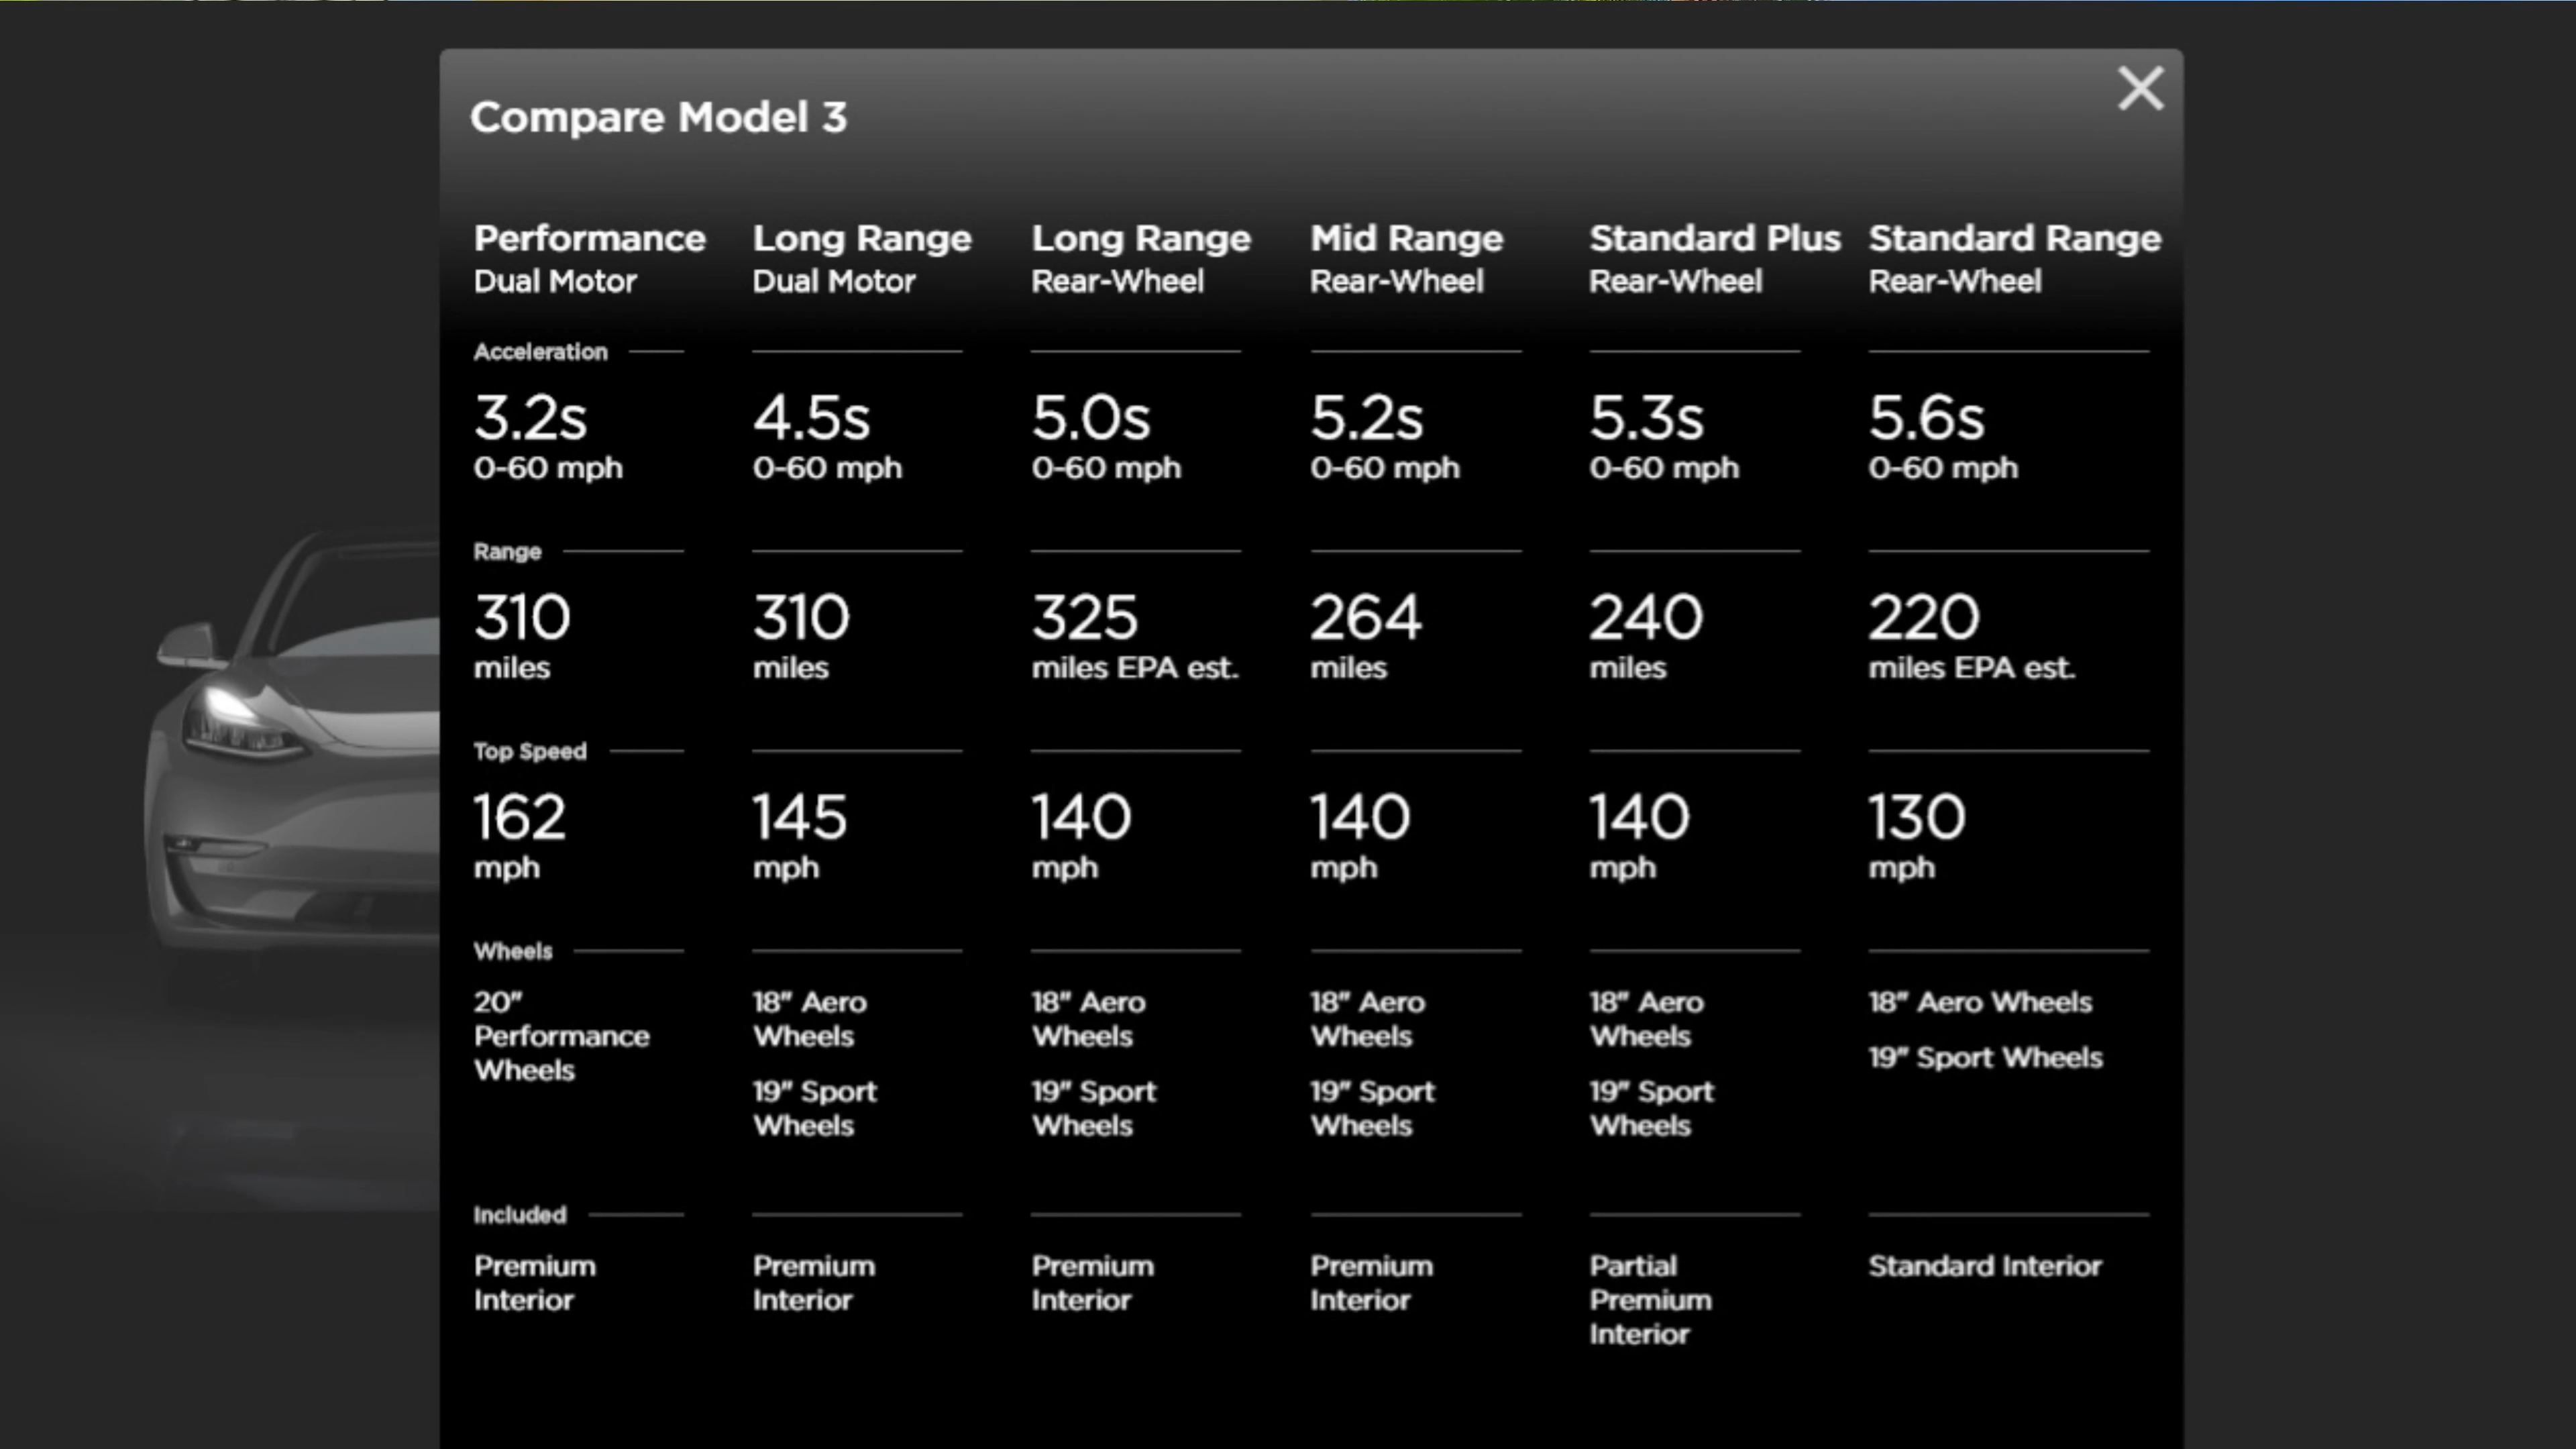 Compare Model 3
Performance Long Range Long Range Mid Range Standard Plus Standard Range
Dual Motor Dual Motor Rear-Wheel Rear-Wheel Rear-Wheel Rear-Wheel
Acceleration
3.2s 4.5s 5.0s 5.2s 5.3s 5.6s
0-60 mph 0-60 mph 0-60 mph 0-60 mph 0-60 mph 0-60 mph
Range
310 310 325 264 240 220
miles miles miles EPA est. miles miles miles EPA est.
Top Speed
162 145 140 140 140 130
mph mph mph mph mph mph
Wheels
20″ 18″ Aero 18″ Aero 18″ Aero 18″ Aero 18″ Aero Wheels
Performance Wheels Wheels Wheels Wheels
19″ Sport Wheels
Wheels
19″ Sport 19″ Sport 19″ Sport 19″ Sport
Wheels Wheels Wheels Wheels
Included
Premium Premium Premium Premium Partial Standard Interior
Interior Interior Interior Interior Premium
Interior